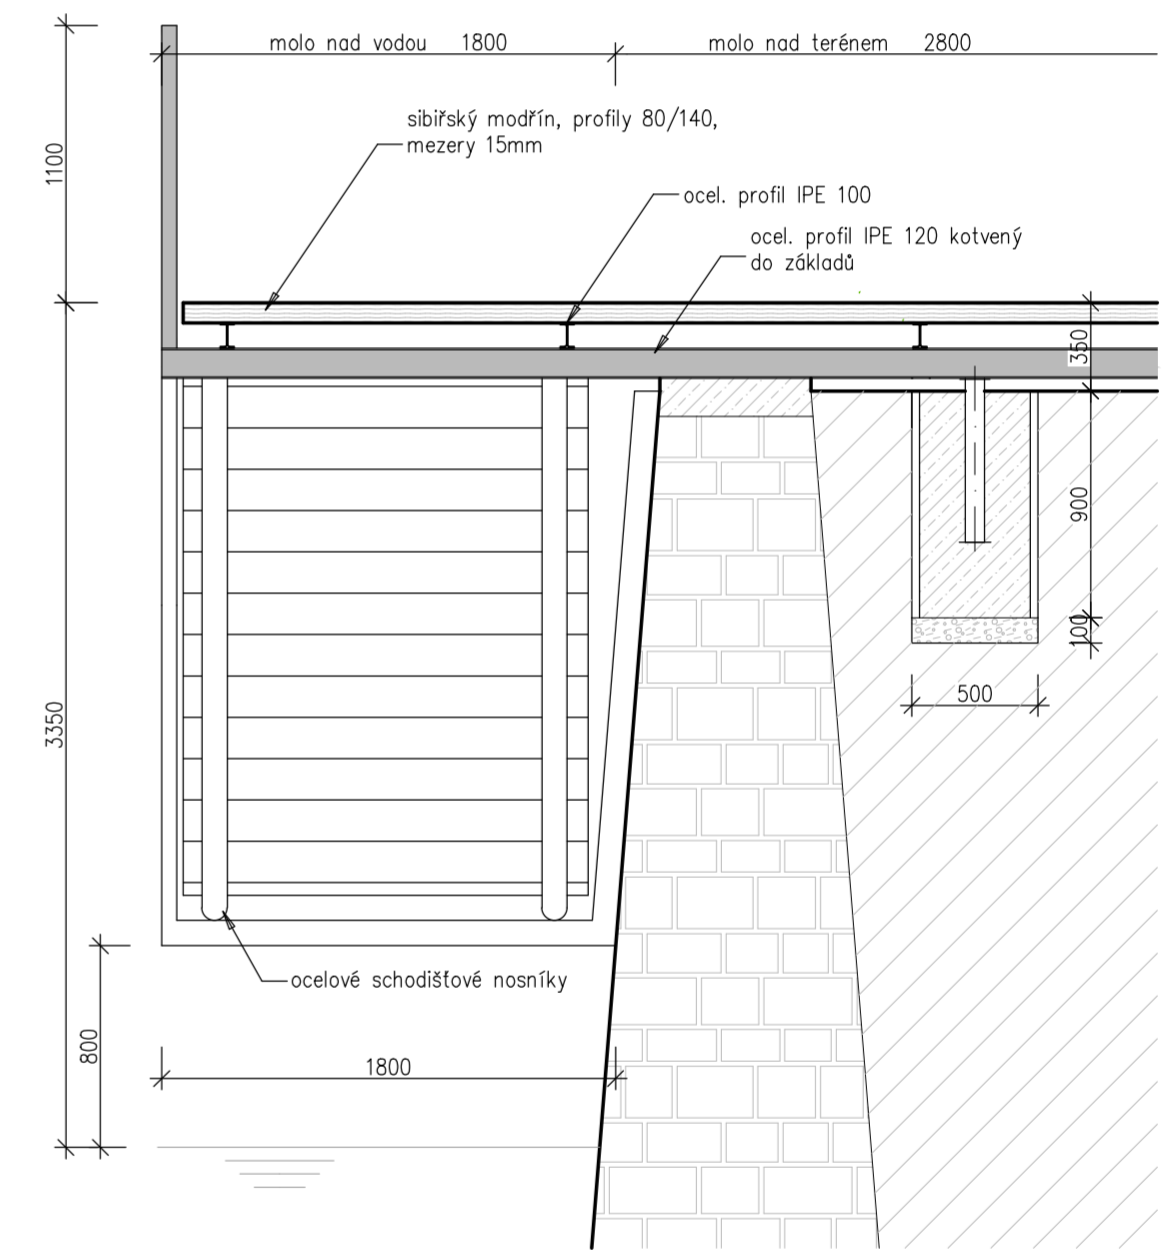 molo nad vodou 1800
molo nad terénem 2800
sibiřský modřín, profily 80/140,
mezery 15mm
1100
ocel. profil IPE 100
ocel. profil IPE 120 kotvený
do základů
350
900
100
500
3350
ocelové schodišťové nosníky
800
1800